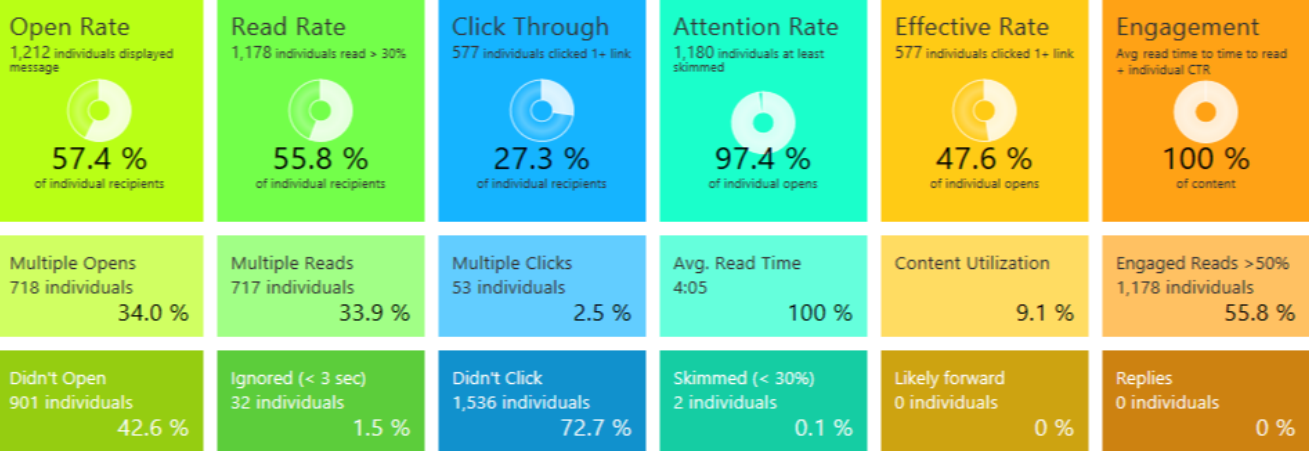 Open Rate
1,212 individuals displayed
message
57.4 %
of individual recipients
Read Rate
1,178 individuals read > 30%
55.8 %
of individual recipients
Click Through
577 individuals clicked 1+ link
27.3 %
of individual recipients
Attention Rate
1,180 individuals at least
skimmed
97.4 %
of individual opens
Effective Rate
577 individuals clicked 1+ link
47.6 %
of individual opens
Engagement
Avg read time to time to read
+ individual CTR
100 %
of content
Multiple Opens
718 individuals
34.0 %
Multiple Reads
717 individuals
33.9 %
Multiple Clicks
53 individuals
2.5 %
Avg. Read Time
4:05
100 %
Content Utilization
9.1 %
Engaged Reads >50%
1,178 individuals
55.8 %
Didn't Open
901 individuals
42.6 %
Ignored (< 3 sec)
32 individuals
1.5 %
Didn't Click
1,536 individuals
72.7 %
Skimmed (< 30%)
2 individuals
0.1 %
Likely forward
0 individuals
0 %
Replies
0 individuals
0 %